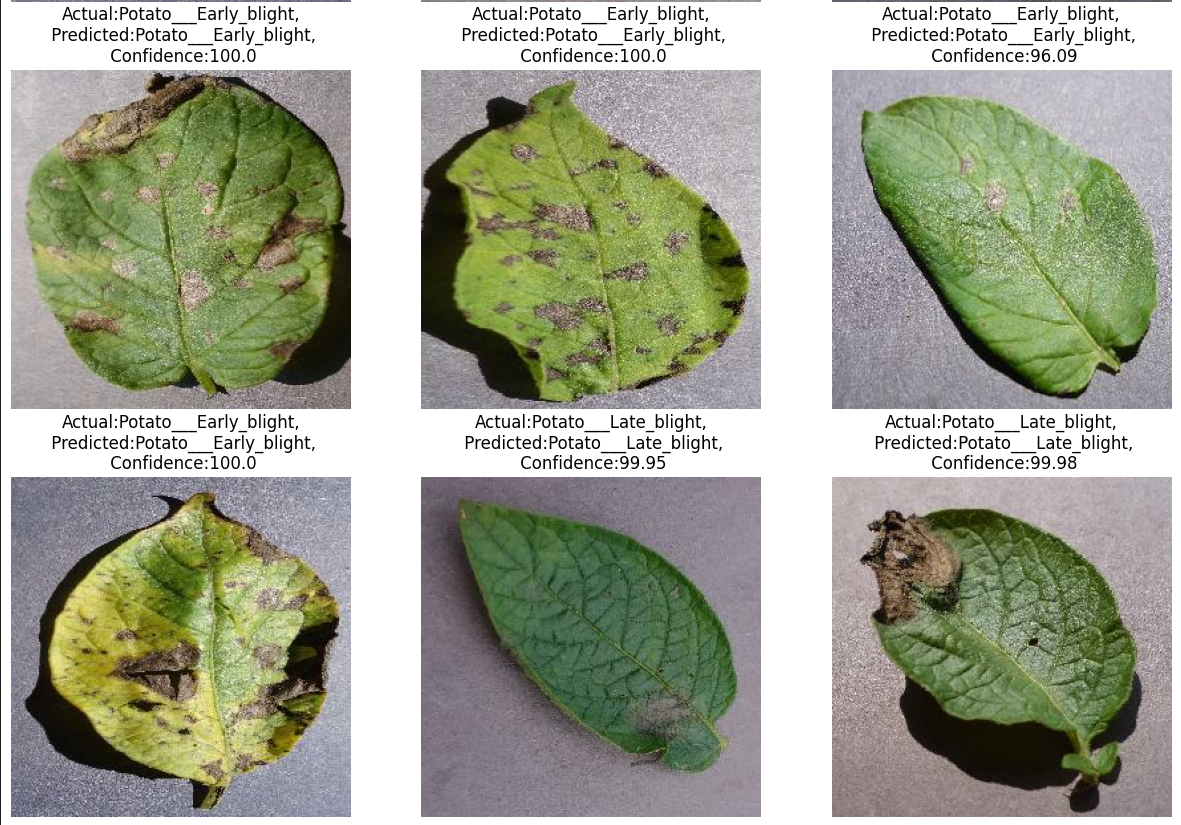 Actual:Potato___Early_blight,
Predicted:Potato___Early_blight,
Confidence:100.0
Actual:Potato___Early_blight,
Predicted:Potato___Early_blight,
Confidence:100.0
Actual:Potato___Early_blight,
Predicted:Potato___Early_blight,
Confidence:96.09
Actual:Potato___Early_blight,
Predicted:Potato___Early_blight,
Confidence:100.0
Actual:Potato___Late_blight,
Predicted:Potato___Late_blight,
Confidence:99.95
Actual:Potato___Late_blight,
Predicted:Potato___Late_blight,
Confidence:99.98